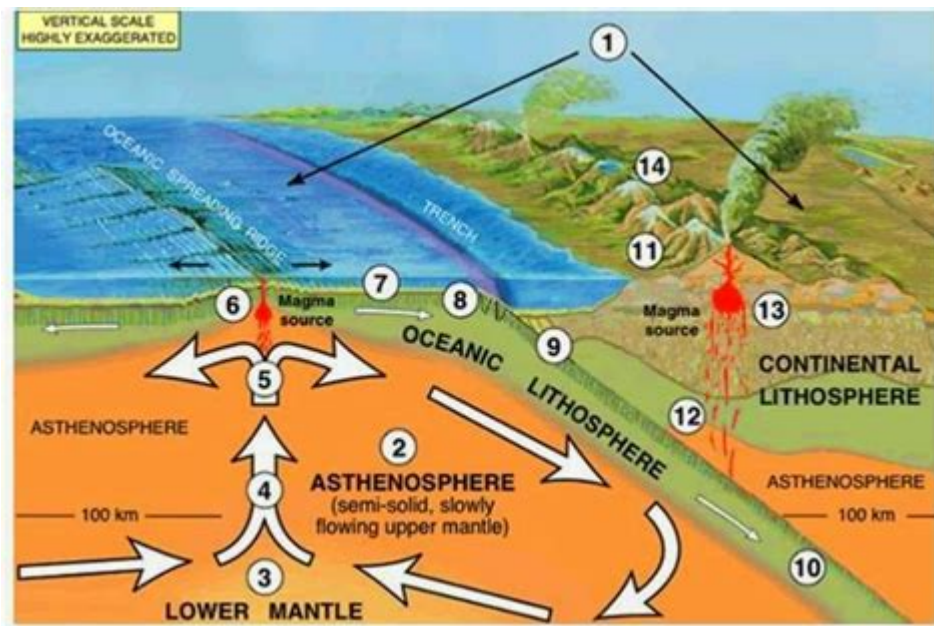 VERTICAL SCALE
HIGHLY EXAGGERATED
1
OCEANIC SPREADING RIDGE
TRENCH
14
11
6
Magma
source
7
8
9
Magma
source
13
OCEANIC LITHOSPHERE
CONTINENTAL
LITHOSPHERE
5
12
ASTHENOSPHERE
2
ASTHENOSPHERE
(semi-solid, slowly
flowing upper mantle)
ASTHENOSPHERE
4
100 km
100 km
3
LOWER MANTLE
10